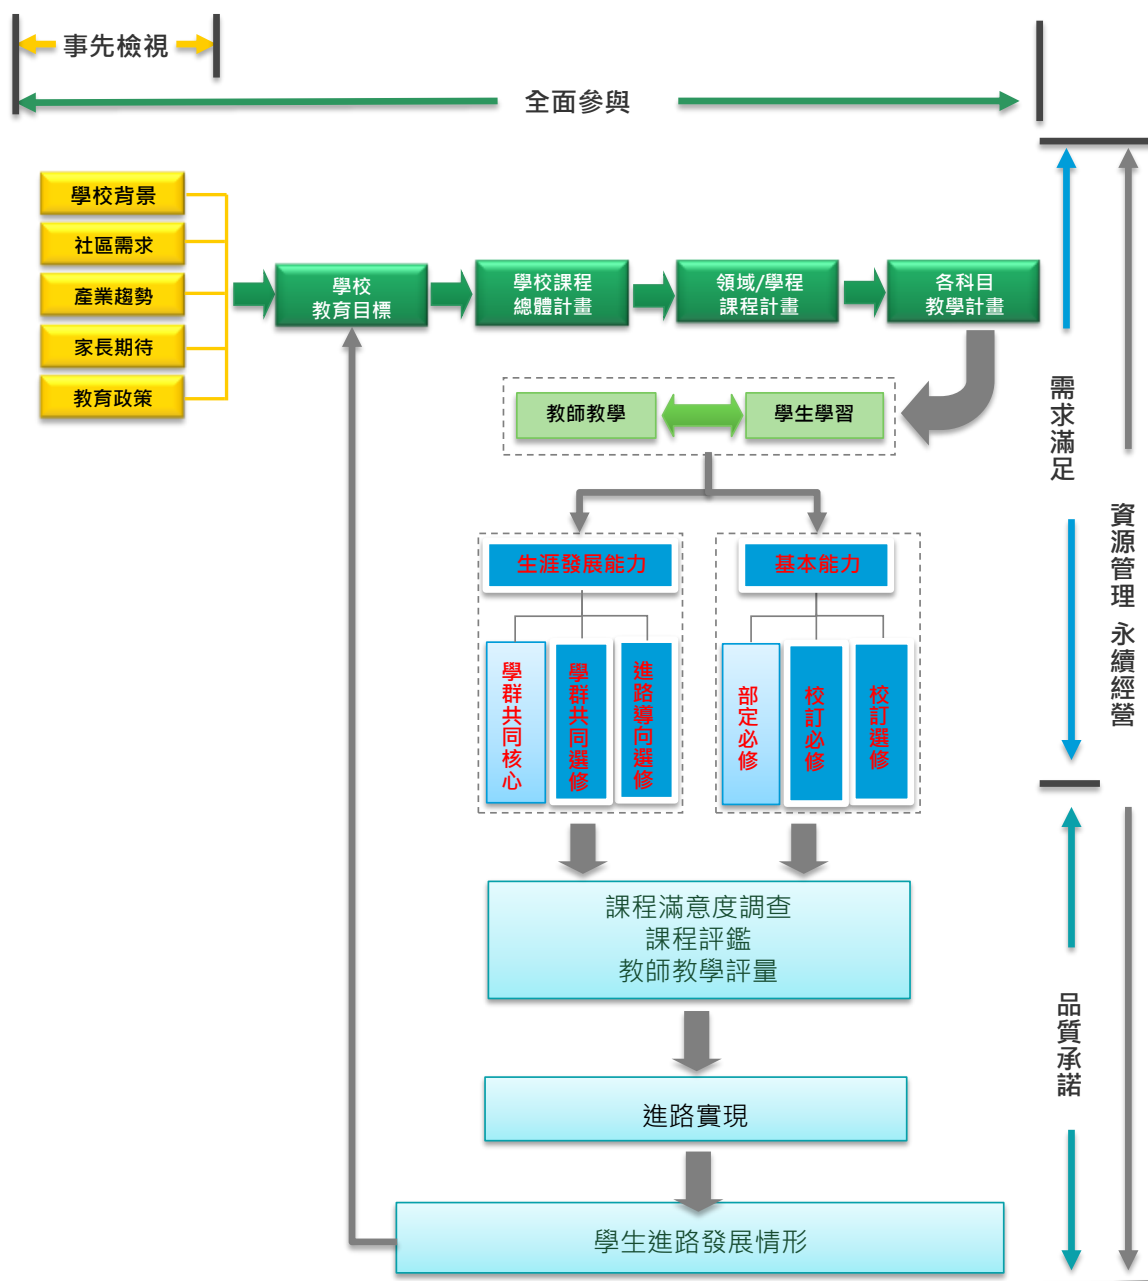 事先檢視
全面參與
學校背景
社區需求
產業趨勢
家長期待
教育政策
學校
教育目標
學校課程
總體計畫
領域/學程
課程計畫
各科目
教學計畫
教師教學
學生學習
需求滿足
資源管理 永續經營
生涯發展能力
基本能力
學群共同核心
學群共同選修
進路導向選修
部定必修
校訂必修
校訂選修
課程滿意度調查
課程評鑑
教師教學評量
品質承諾
進路實現
學生進路發展情形